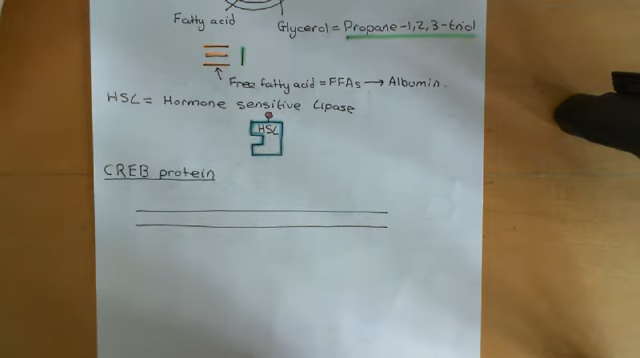 Fatty acid
Glycerol = Propane-1,2,3-triol
Free fatty acid = FFAs → Albumin.
HSL = Hormone sensitive Lipase
HSL
CREB protein